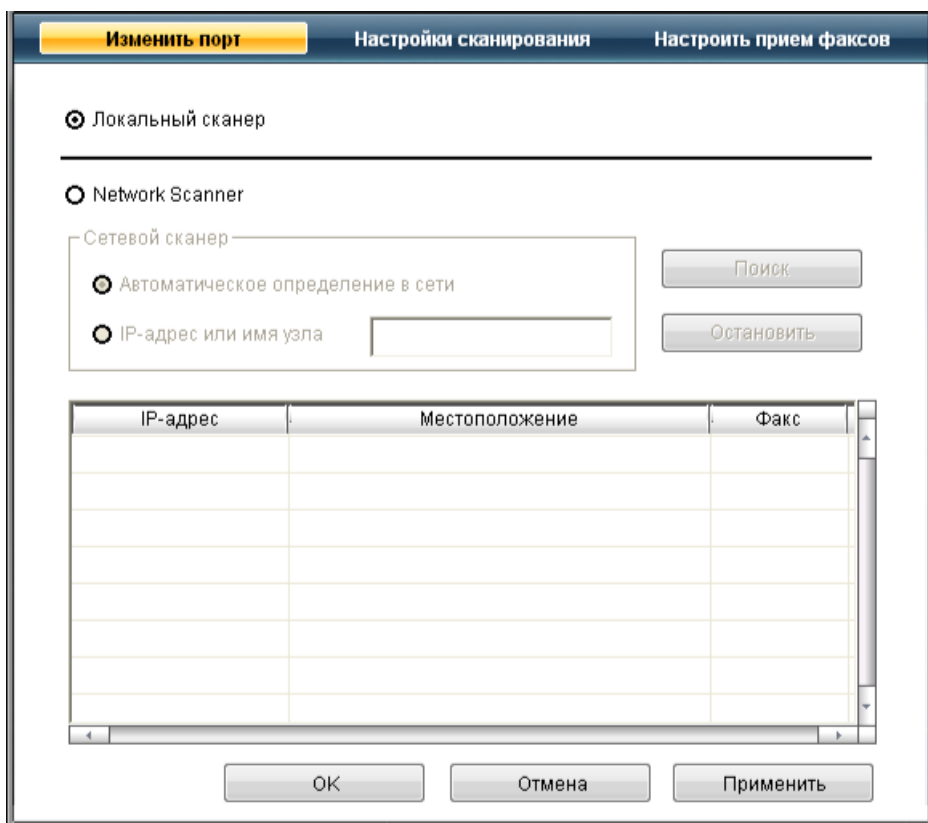 Изменить порт Настройки сканирования Настроить прием факсов
Локальный сканер
Network Scanner
Сетевой сканер
Автоматическое определение в сети
IP-адрес или имя узла
Поиск
Остановить
IP-адрес Местоположение Факс
OK Отмена Применить